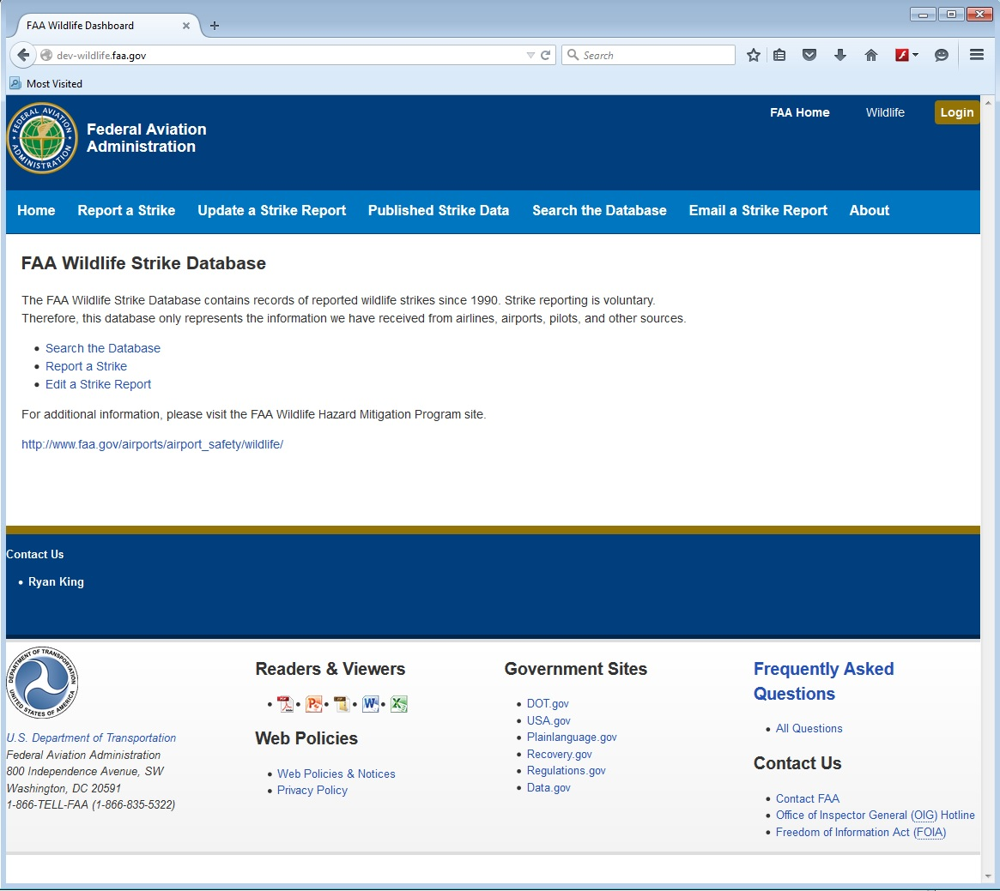 FAA Wildlife Dashboard
dev-wildlife.faa.gov
Search
Most Visited
FEDERAL AVIATION ADMINISTRATION
Federal Aviation
Administration
FAA Home
Wildlife
Login
Home
Report a Strike
Update a Strike Report
Published Strike Data
Search the Database
Email a Strike Report
About
FAA Wildlife Strike Database
The FAA Wildlife Strike Database contains records of reported wildlife strikes since 1990. Strike reporting is voluntary.
Therefore, this database only represents the information we have received from airlines, airports, pilots, and other sources.
Search the Database
Report a Strike
Edit a Strike Report
For additional information, please visit the FAA Wildlife Hazard Mitigation Program site.
http://www.faa.gov/airports/airport_safety/wildlife/
Contact Us
Ryan King
DEPARTMENT OF TRANSPORTATION
UNITED STATES OF AMERICA
U.S. Department of Transportation
Federal Aviation Administration
800 Independence Avenue, SW
Washington, DC 20591
1-866-TELL-FAA (1-866-835-5322)
Readers & Viewers
Web Policies
Web Policies & Notices
Privacy Policy
Government Sites
DOT.gov
USA.gov
Plainlanguage.gov
Recovery.gov
Regulations.gov
Data.gov
Frequently Asked
Questions
All Questions
Contact Us
Contact FAA
Office of Inspector General (OIG) Hotline
Freedom of Information Act (FOIA)